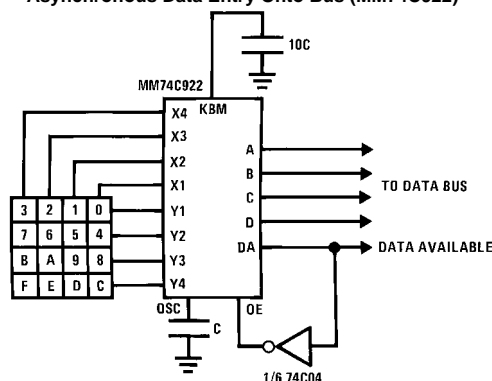 Asynchronous Data Entry Onto Bus (MM74C922)
10C
MM74C922
KBM
X4
X3
X2
X1
Y1
Y2
Y3
Y4
A
B
C
D
DA
TO DATA BUS
DATA AVAILABLE
3 2 1 0
7 6 5 4
B A 9 8
F E D C
OSC
OE
C
1/6 74C04